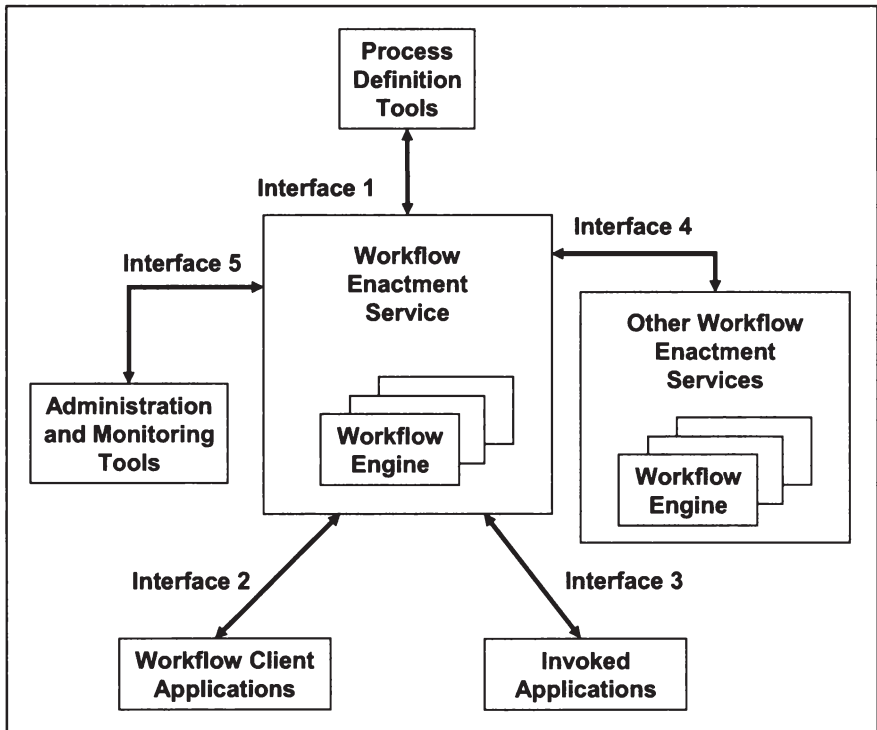 Process
Definition
Tools
Interface 1
Interface 4
Workflow
Enactment
Service
Interface 5
Other Workflow
Enactment
Services
Administration
and Monitoring
Tools
Workflow
Engine
Workflow
Engine
Interface 2
Interface 3
Workflow Client
Applications
Invoked
Applications